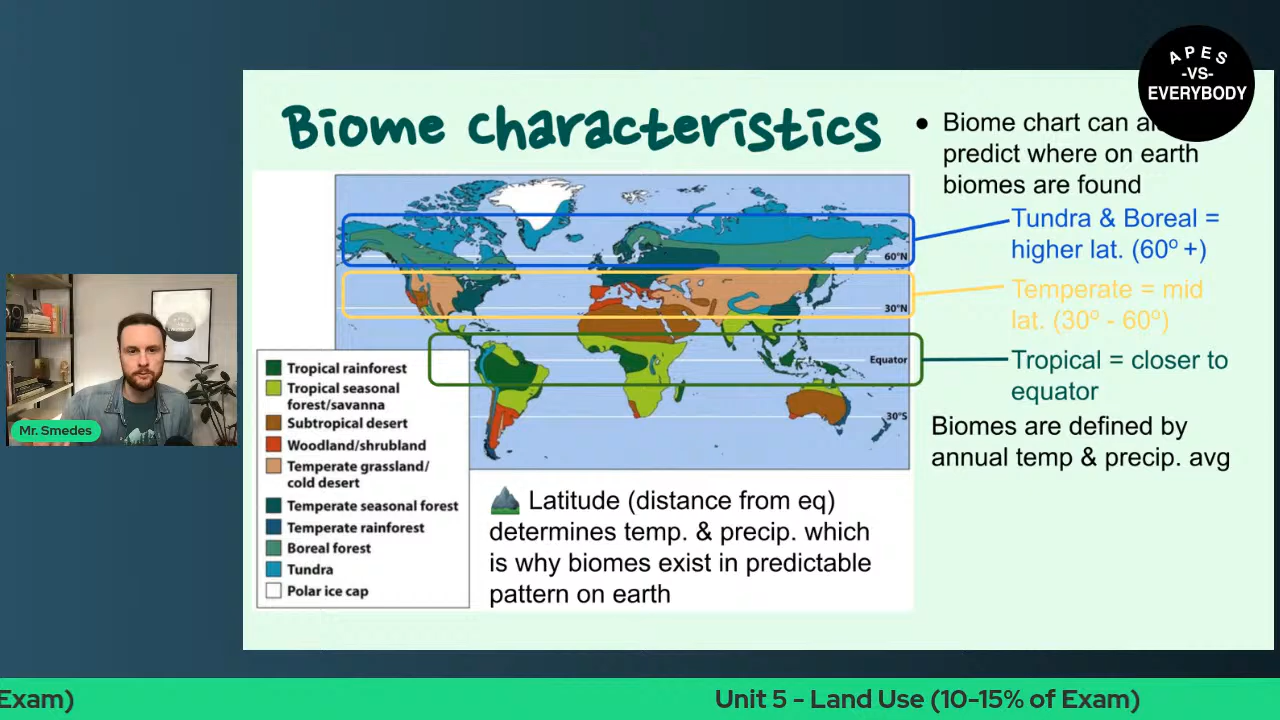 APES
-VS-
EVERYBODY
Biome characteristics
● Biome chart can
predict where on earth
biomes are found
Tundra & Boreal =
higher lat. (60º +)
Temperate = mid
lat. (30º - 60º)
Tropical = closer to
equator
Biomes are defined by
annual temp & precip. avg
60°N
30°N
Equator
30°S
Tropical rainforest
Tropical seasonal
forest/savanna
Subtropical desert
Woodland/shrubland
Temperate grassland/
cold desert
Temperate seasonal forest
Temperate rainforest
Boreal forest
Tundra
Polar ice cap
Latitude (distance from eq)
determines temp. & precip. which
is why biomes exist in predictable
pattern on earth
Mr. Smedes
Exam)
Unit 5 - Land Use (10-15% of Exam)